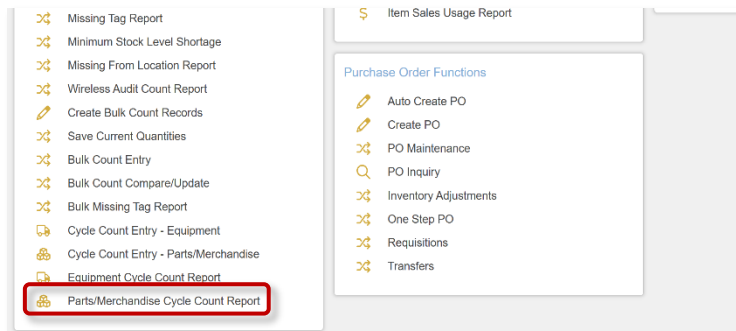 Missing Tag Report
Minimum Stock Level Shortage
Missing From Location Report
Wireless Audit Count Report
Create Bulk Count Records
Save Current Quantities
Bulk Count Entry
Bulk Count Compare/Update
Bulk Missing Tag Report
Cycle Count Entry - Equipment
Cycle Count Entry - Parts/Merchandise
Equipment Cycle Count Report
Parts/Merchandise Cycle Count Report
$ Item Sales Usage Report
Purchase Order Functions
Auto Create PO
Create PO
PO Maintenance
PO Inquiry
Inventory Adjustments
One Step PO
Requisitions
Transfers